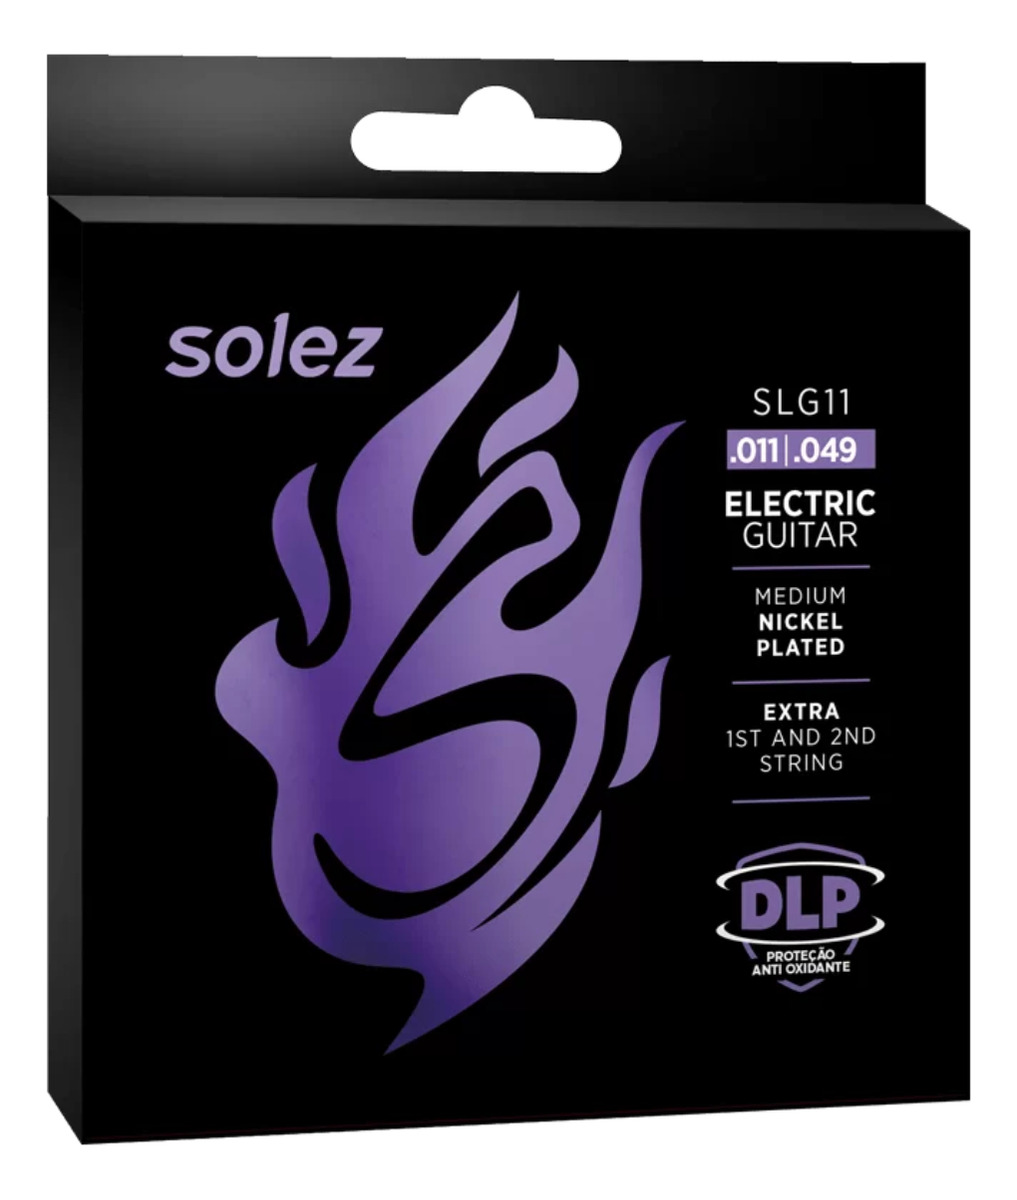 solez
SLG11
.011|.049
ELECTRIC
GUITAR
MEDIUM
NICKEL
PLATED
EXTRA
1ST AND 2ND
STRING
DLP
PROTEÇÃO
ANTI OXIDANTE